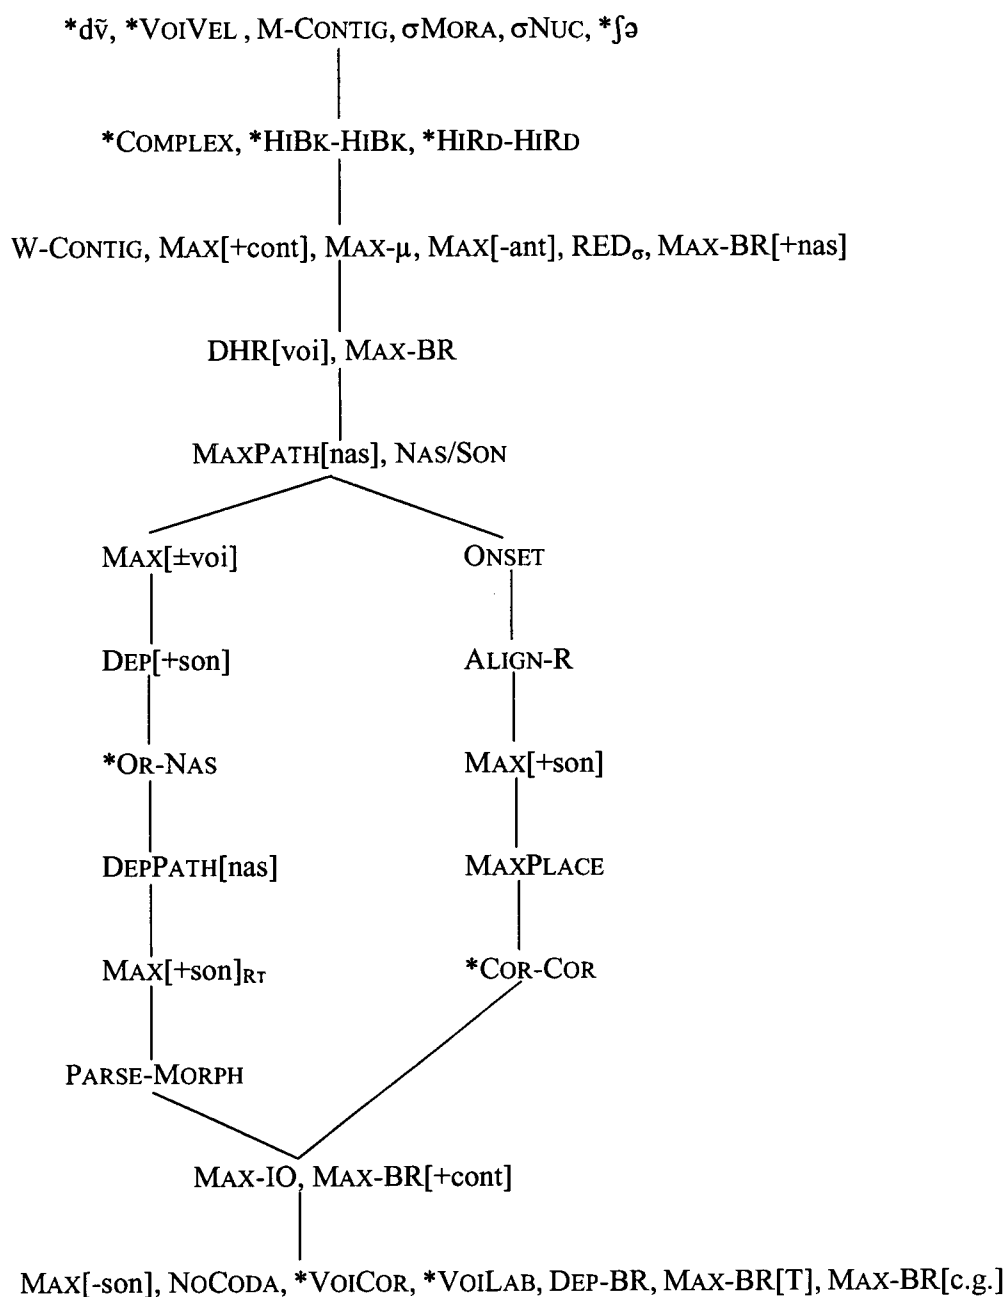 *dṽ, *VOIVEL , M-CONTIG, σMORA, σNUC, *ʃə
*COMPLEX, *HIBK-HIBK, *HIRD-HIRD
W-CONTIG, MAX[+cont], MAX-μ, MAX[-ant], REDσ, MAX-BR[+nas]
DHR[voi], MAX-BR
MAXPATH[nas], NAS/SON
MAX[±voi] ONSET
DEP[+son] ALIGN-R
*OR-NAS MAX[+son]
DEPPATH[nas] MAXPLACE
MAX[+son]RT *COR-COR
PARSE-MORPH
MAX-IO, MAX-BR[+cont]
MAX[-son], NOCODA, *VOICOR, *VOILAB, DEP-BR, MAX-BR[T], MAX-BR[c.g.]